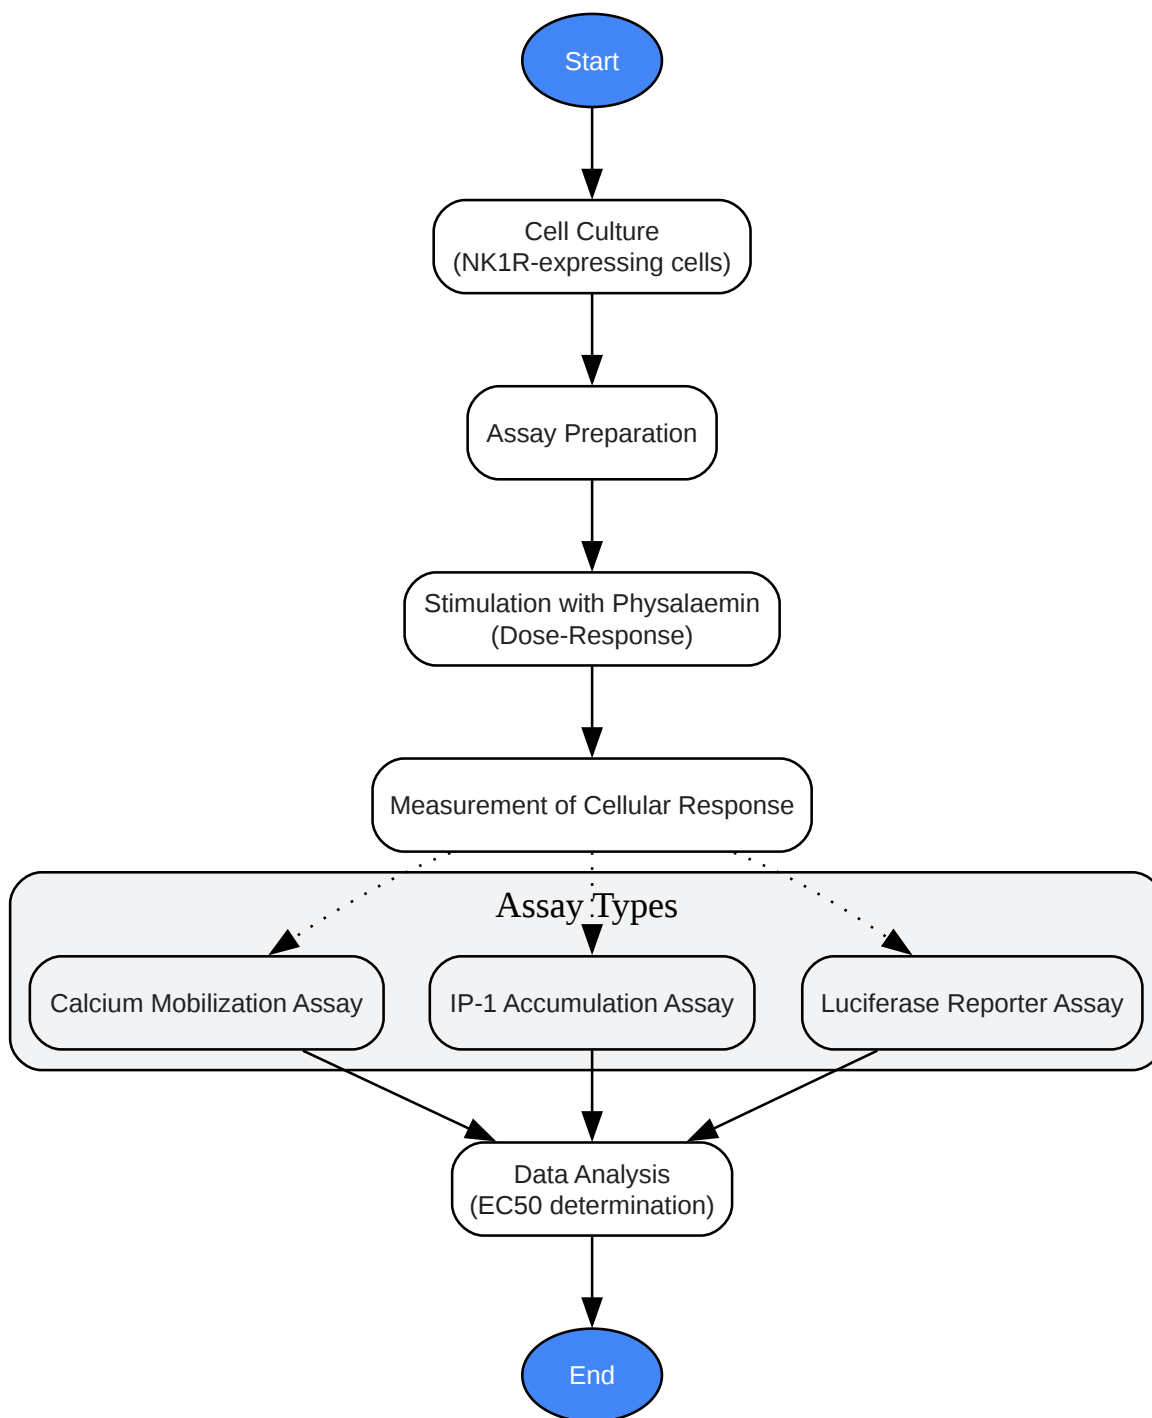 Start
Cell Culture
(NK1R-expressing cells)
Assay Preparation
Stimulation with Physalaemin
(Dose-Response)
Measurement of Cellular Response
Assay Types
Calcium Mobilization Assay
IP-1 Accumulation Assay
Luciferase Reporter Assay
Data Analysis
(EC50 determination)
End